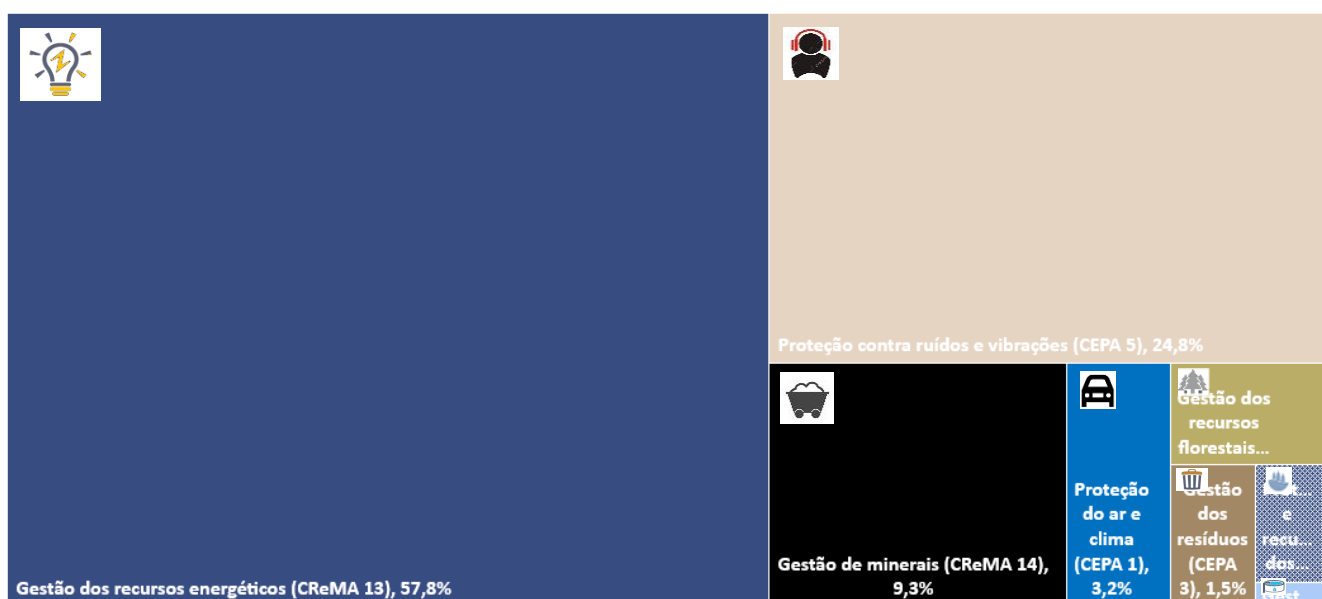 Proteção contra ruídos e vibrações (CEPA 5), 24,8%
Gestão dos recursos energéticos (CReMA 13), 57,8%
Gestão de minerais (CReMA 14),
9,3%
Proteção
do ar e
clima
(CEPA 1),
3,2%
Gestão dos
recursos
florestais...
Gestão
dos
resíduos
(CEPA
3), 1,5%
e
recu...
dos...